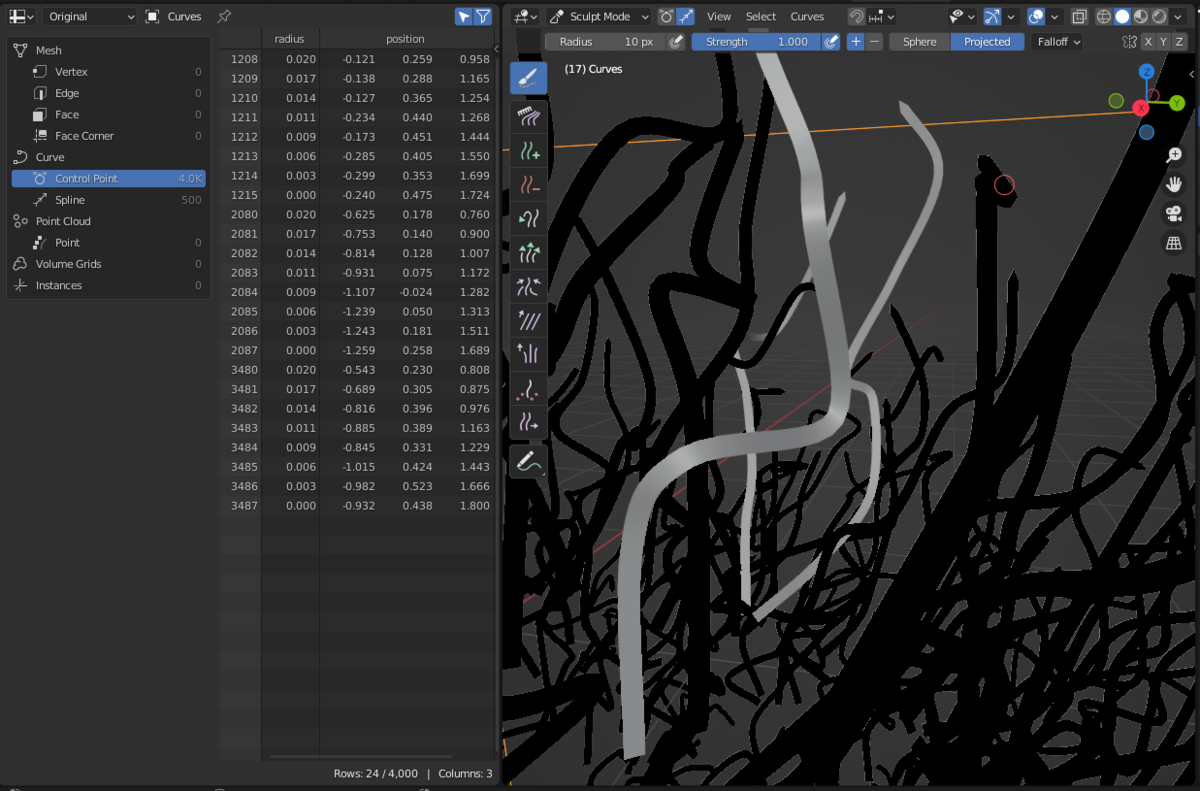 Original Curves
Mesh
Vertex 0
Edge 0
Face 0
Face Corner 0
Curve
Control Point 4.0K
Spline 500
Point Cloud
Point 0
Volume Grids 0
Instances 0
radius position
1208 0.020 -0.121 0.259 0.958
1209 0.017 -0.138 0.288 1.165
1210 0.014 -0.127 0.365 1.254
1211 0.011 -0.234 0.440 1.268
1212 0.009 -0.173 0.451 1.444
1213 0.006 -0.285 0.405 1.550
1214 0.003 -0.299 0.353 1.699
1215 0.000 -0.240 0.475 1.724
2080 0.020 -0.625 0.178 0.760
2081 0.017 -0.753 0.140 0.900
2082 0.014 -0.814 0.128 1.007
2083 0.011 -0.931 0.075 1.172
2084 0.009 -1.107 -0.024 1.282
2085 0.006 -1.239 0.050 1.313
2086 0.003 -1.243 0.181 1.511
2087 0.000 -1.259 0.258 1.689
3480 0.020 -0.543 0.230 0.808
3481 0.017 -0.689 0.305 0.875
3482 0.014 -0.816 0.396 0.976
3483 0.011 -0.885 0.389 1.163
3484 0.009 -0.845 0.331 1.229
3485 0.006 -1.015 0.424 1.443
3486 0.003 -0.982 0.523 1.666
3487 0.000 -0.932 0.438 1.800
Rows: 24 / 4,000 | Columns: 3
Sculpt Mode View Select Curves
Radius 10 px Strength 1.000 Sphere Projected Falloff X Y Z
(17) Curves
Z
X Y